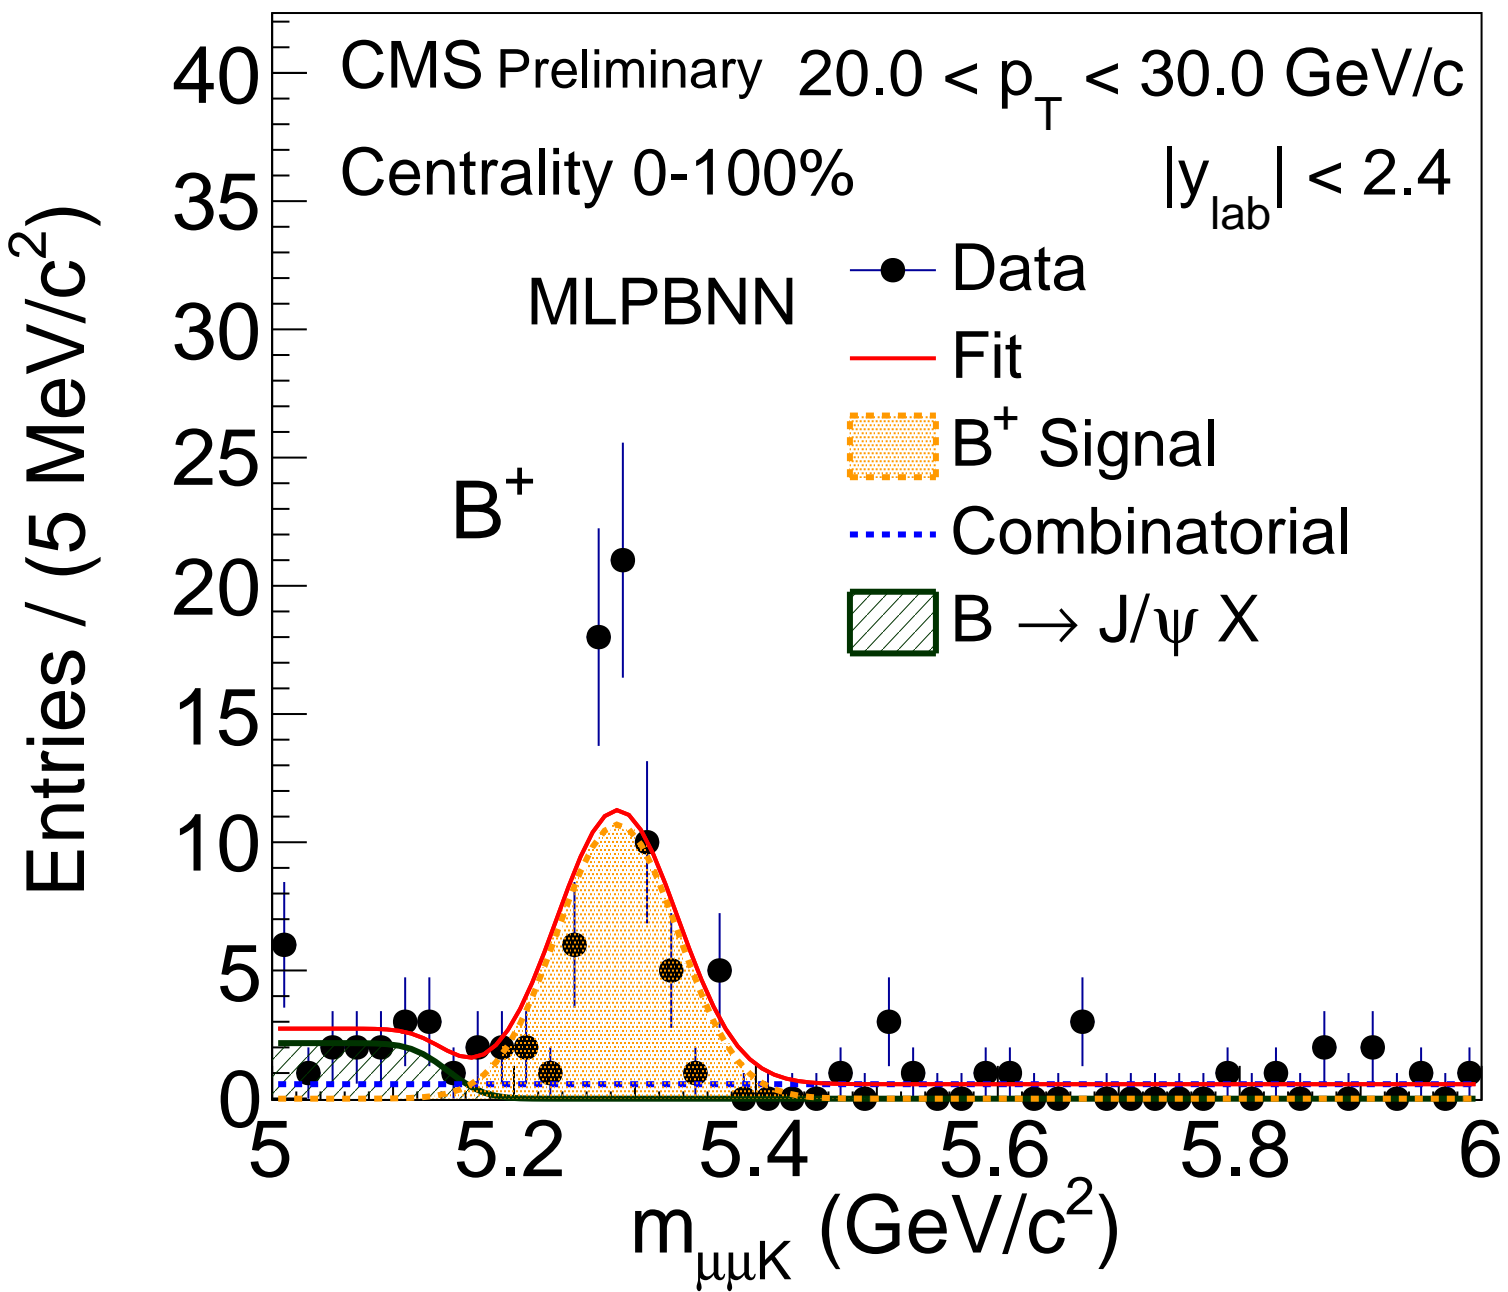 CMS Preliminary 20.0 < p_T < 30.0 GeV/c
Centrality 0-100% |y_lab| < 2.4
MLPBNN
B⁺
Data
Fit
B⁺ Signal
Combinatorial
B → J/ψ X
Entries / (5 MeV/c²)
40
35
30
25
20
15
10
5
0
5 5.2 5.4 5.6 5.8 6
m_μμK (GeV/c²)